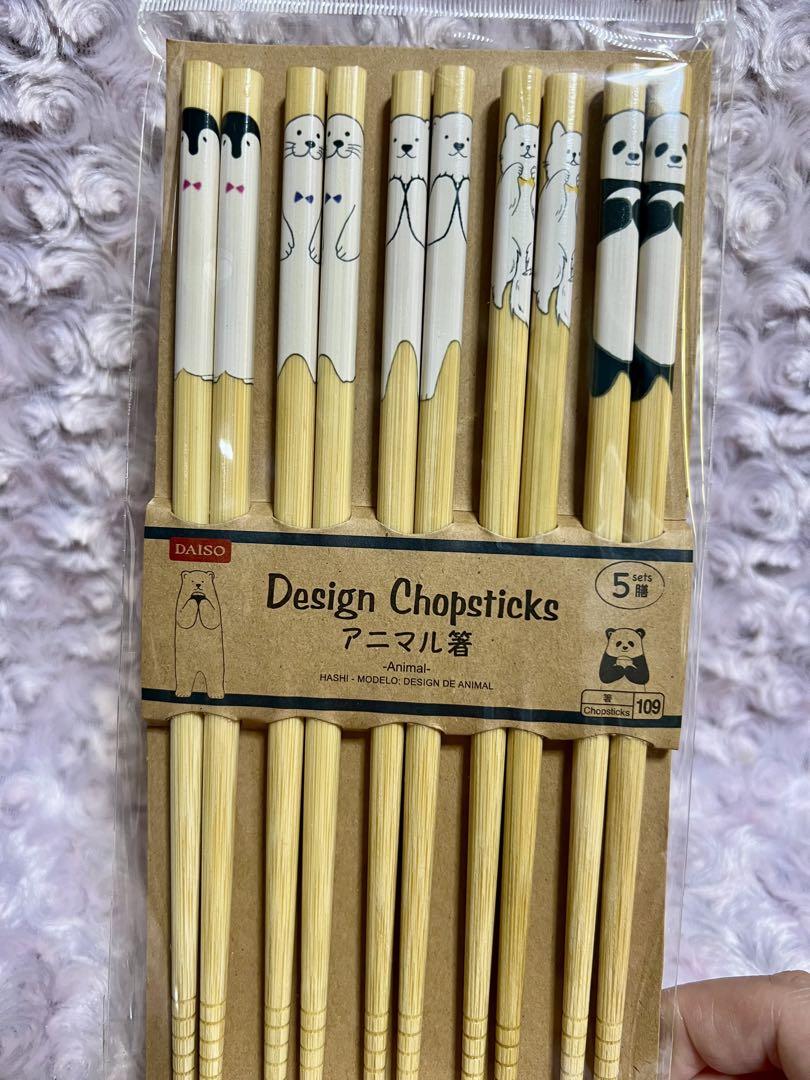 DAISO
Design Chopsticks
アニマル箸
-Animal-
HASHI - MODELO: DESIGN DE ANIMAL
5 sets
膳
箸
Chopsticks
109